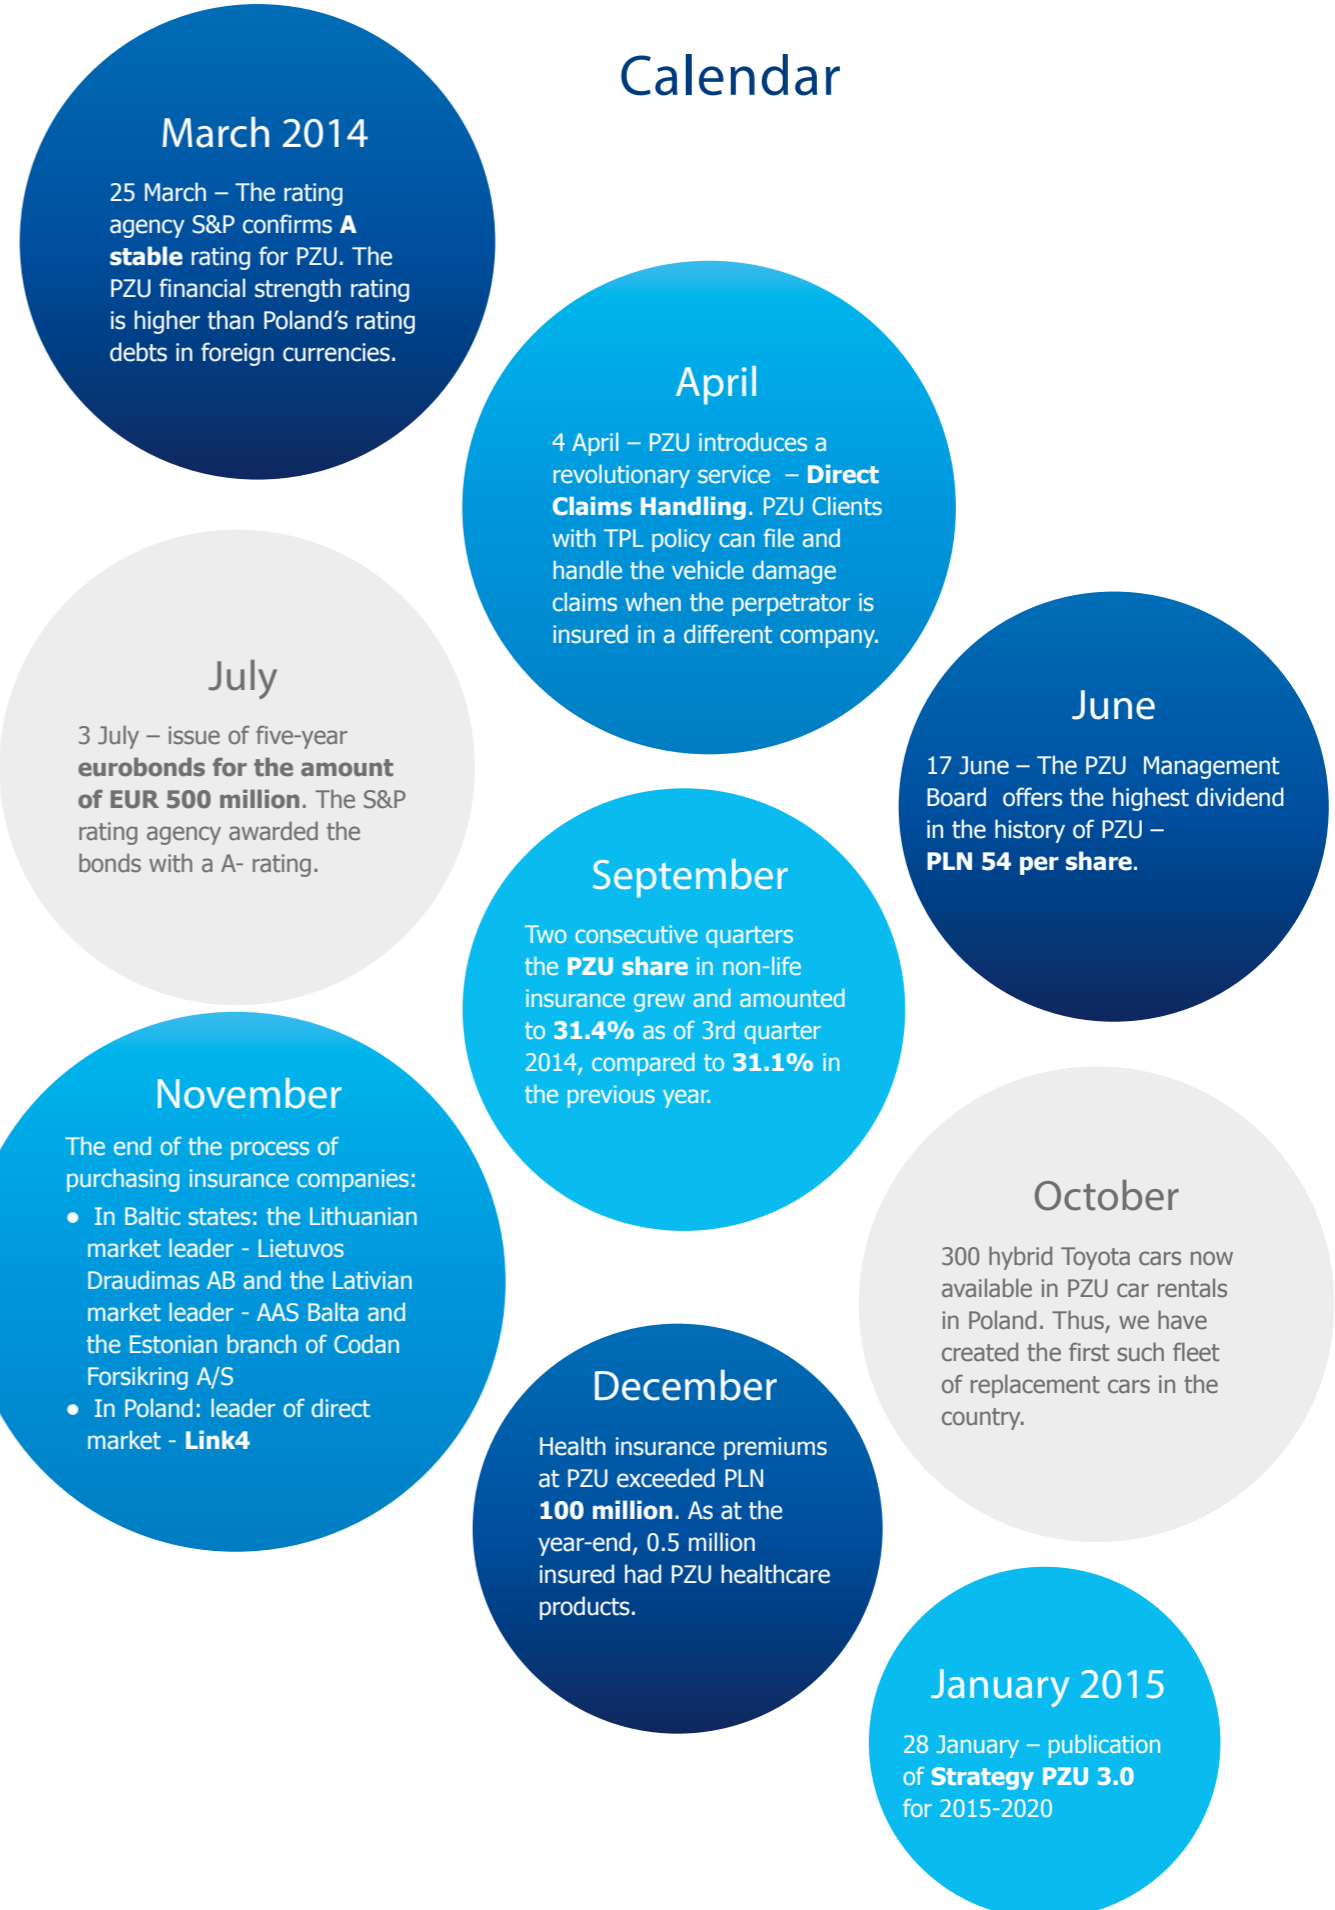 Calendar
March 2014
25 March – The rating
agency S&P confirms A
stable rating for PZU. The
PZU financial strength rating
is higher than Poland's rating
debts in foreign currencies.
April
4 April – PZU introduces a
revolutionary service – Direct
Claims Handling. PZU Clients
with TPL policy can file and
handle the vehicle damage
claims when the perpetrator is
insured in a different company.
June
17 June – The PZU Management
Board offers the highest dividend
in the history of PZU –
PLN 54 per share.
July
3 July – issue of five-year
eurobonds for the amount
of EUR 500 million. The S&P
rating agency awarded the
bonds with a A- rating.
September
Two consecutive quarters
the PZU share in non-life
insurance grew and amounted
to 31.4% as of 3rd quarter
2014, compared to 31.1% in
the previous year.
October
300 hybrid Toyota cars now
available in PZU car rentals
in Poland. Thus, we have
created the first such fleet
of replacement cars in the
country.
November
The end of the process of
purchasing insurance companies:
• In Baltic states: the Lithuanian
market leader - Lietuvos
Draudimas AB and the Lativian
market leader - AAS Balta and
the Estonian branch of Codan
Forsikring A/S
• In Poland: leader of direct
market - Link4
December
Health insurance premiums
at PZU exceeded PLN
100 million. As at the
year-end, 0.5 million
insured had PZU healthcare
products.
January 2015
28 January – publication
of Strategy PZU 3.0
for 2015-2020